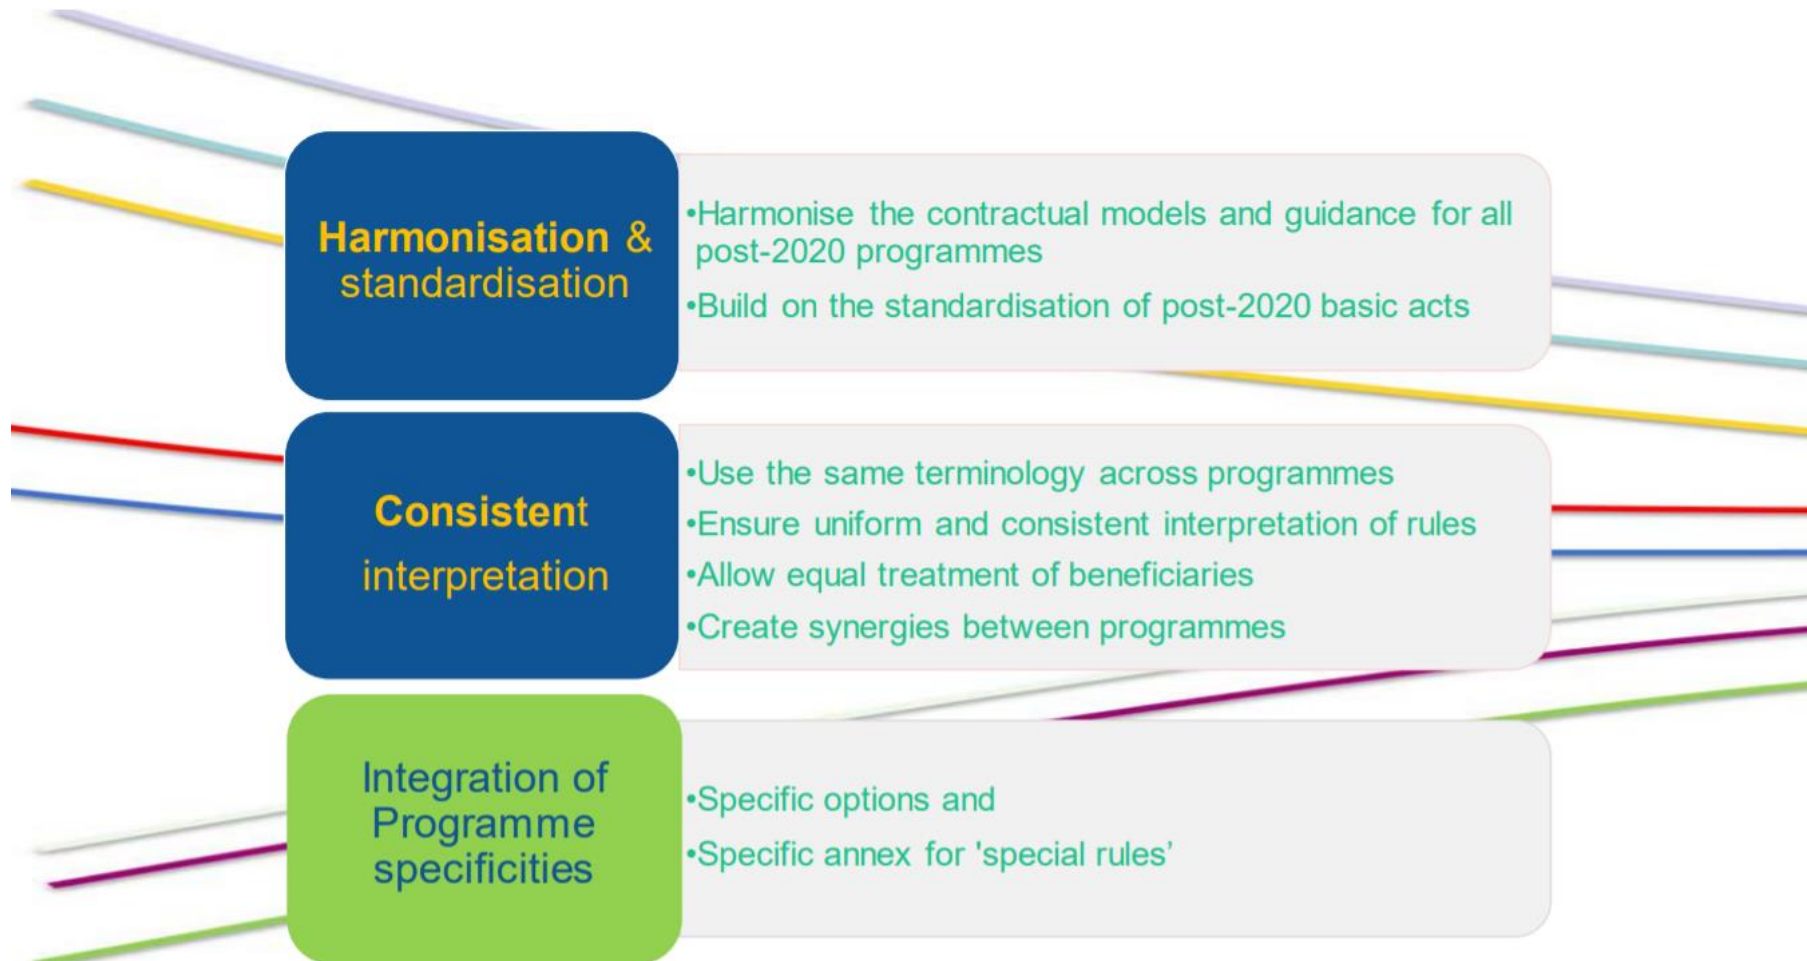 Harmonisation &
standardisation
•Harmonise the contractual models and guidance for all
post-2020 programmes
•Build on the standardisation of post-2020 basic acts
Consistent
interpretation
•Use the same terminology across programmes
•Ensure uniform and consistent interpretation of rules
•Allow equal treatment of beneficiaries
•Create synergies between programmes
Integration of
Programme
specificities
•Specific options and
•Specific annex for 'special rules’